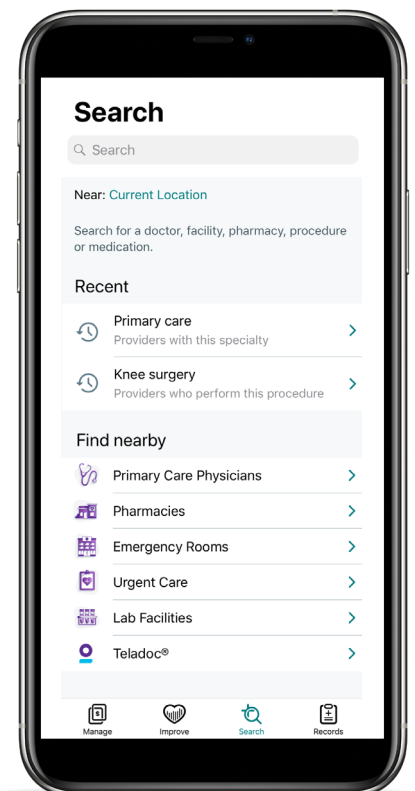 Search
Search
Near: Current Location
Search for a doctor, facility, pharmacy, procedure
or medication.
Recent
Primary care
Providers with this specialty
Knee surgery
Providers who perform this procedure
Find nearby
Primary Care Physicians
Pharmacies
Emergency Rooms
Urgent Care
Lab Facilities
Teladoc®
Manage Improve Search Records